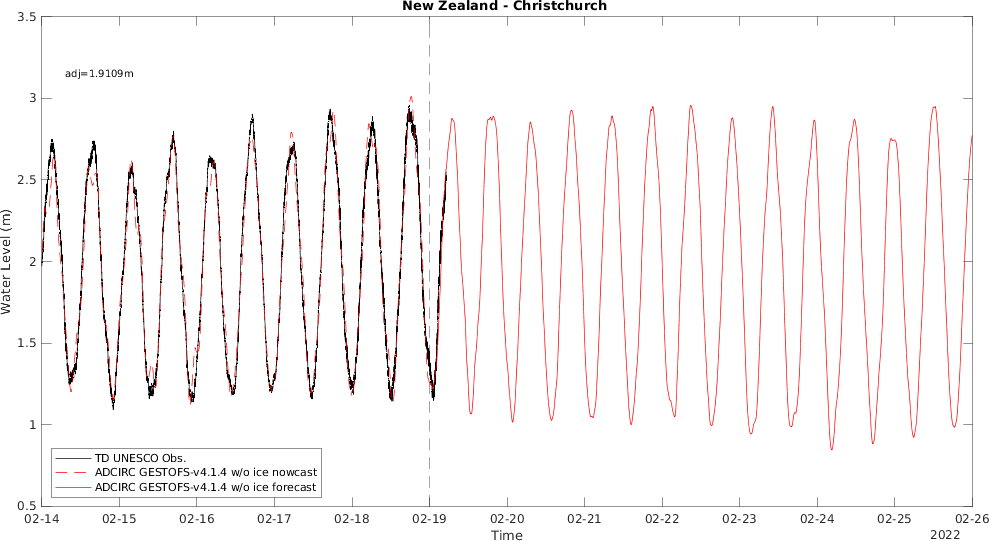 New Zealand - Christchurch
3.5
3
2.5
2
1.5
1
0.5
Water Level (m)
adj=1.9109m
TD UNESCO Obs.
ADCIRC GESTOFS-v4.1.4 w/o ice nowcast
ADCIRC GESTOFS-v4.1.4 w/o ice forecast
02-14 02-15 02-16 02-17 02-18 02-19 02-20 02-21 02-22 02-23 02-24 02-25 02-26
Time
2022